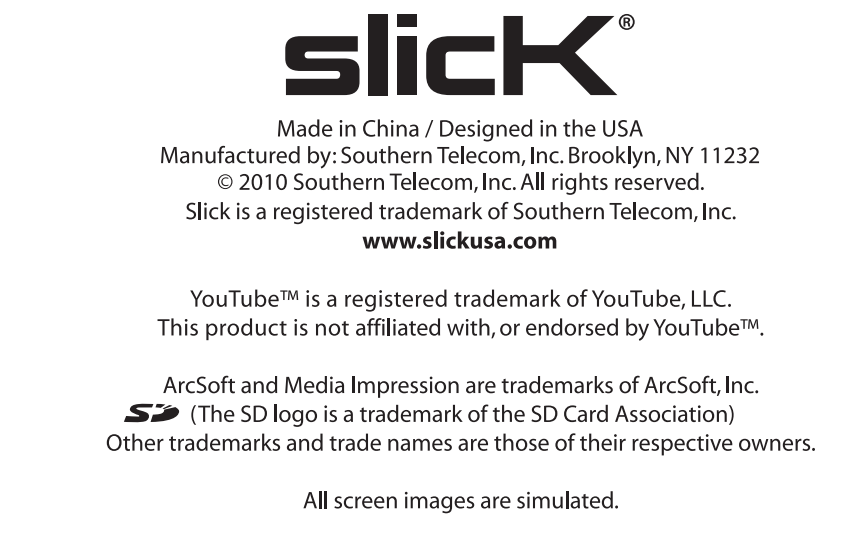 slick®
Made in China / Designed in the USA
Manufactured by: Southern Telecom, Inc. Brooklyn, NY 11232
© 2010 Southern Telecom, Inc. All rights reserved.
Slick is a registered trademark of Southern Telecom, Inc.
www.slickusa.com
YouTube™ is a registered trademark of YouTube, LLC.
This product is not affiliated with, or endorsed by YouTube™.
ArcSoft and Media Impression are trademarks of ArcSoft, Inc.
SD (The SD logo is a trademark of the SD Card Association)
Other trademarks and trade names are those of their respective owners.
All screen images are simulated.